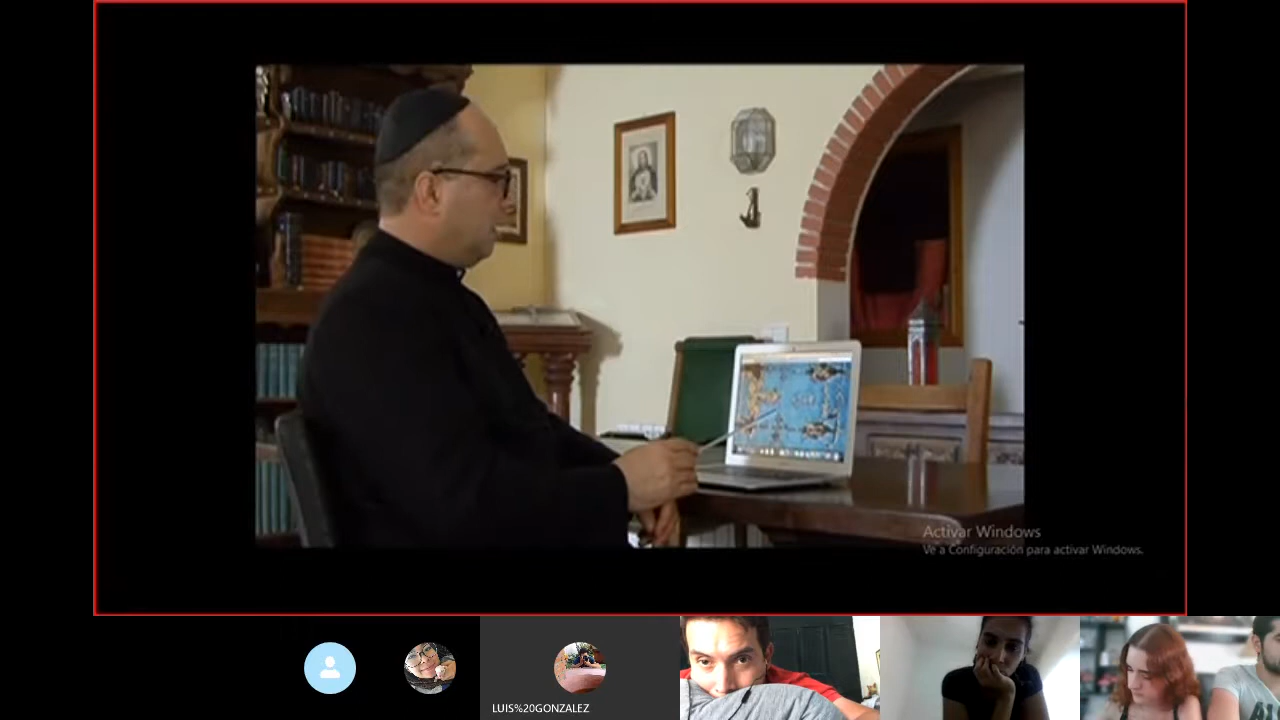 Activar Windows
Ve a Configuración para activar Windows.
LUIS%20GONZALEZ